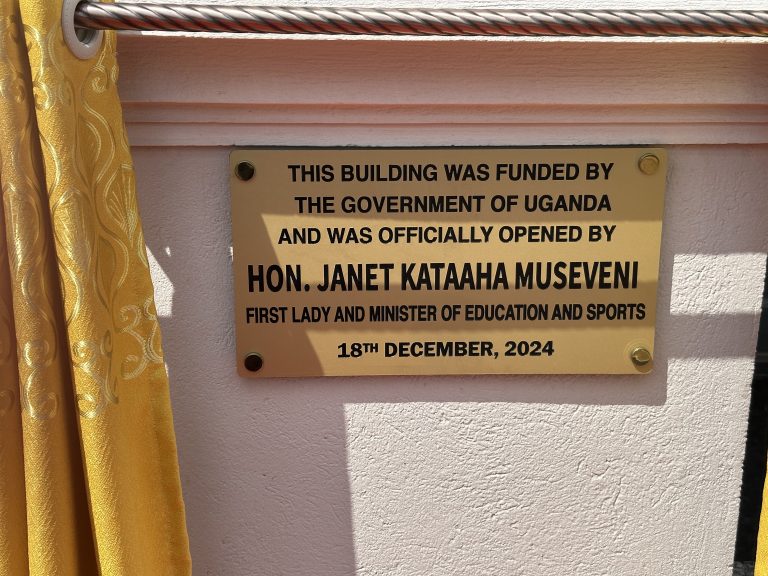 THIS BUILDING WAS FUNDED BY
THE GOVERNMENT OF UGANDA
AND WAS OFFICIALLY OPENED BY
HON. JANET KATAAHA MUSEVENI
FIRST LADY AND MINISTER OF EDUCATION AND SPORTS
18TH DECEMBER, 2024